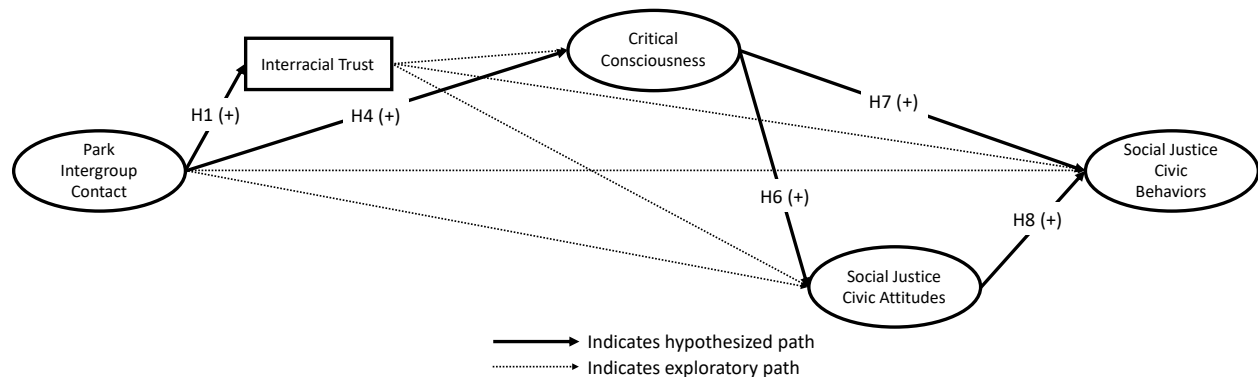 Critical
Consciousness
Interracial Trust
H1 (+)
H4 (+)
H7 (+)
Park
Intergroup
Contact
Social Justice
Civic
Behaviors
H6 (+)
H8 (+)
Social Justice
Civic Attitudes
Indicates hypothesized path
Indicates exploratory path